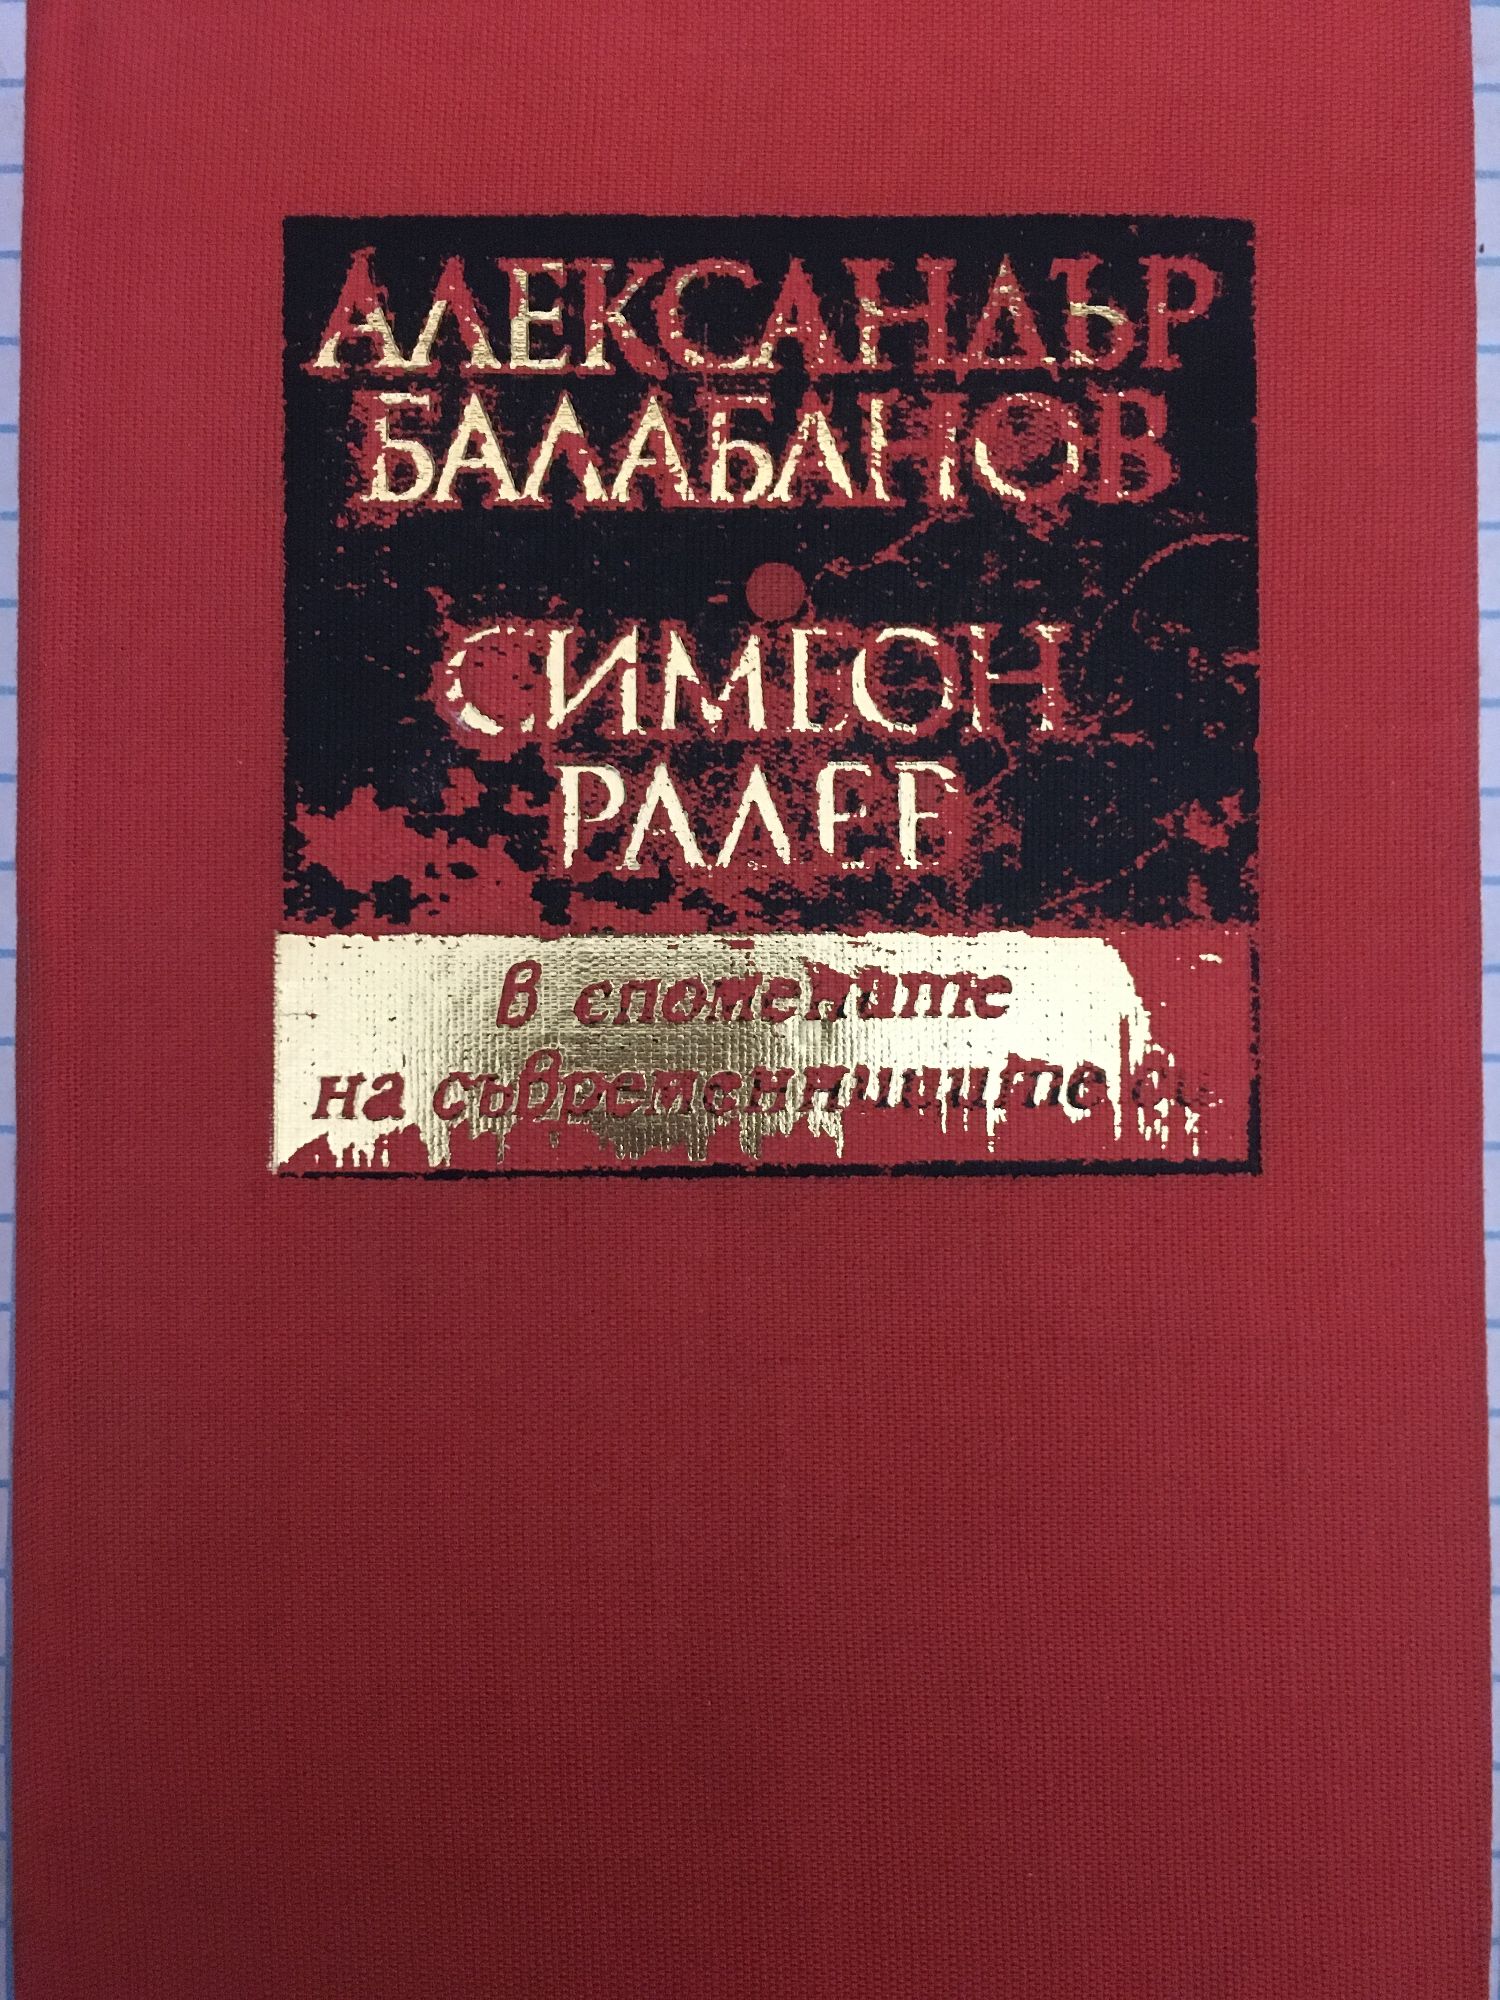 АЛЕКСАНДЪР
БАЛАБАНОВ
СИМЕОН
РАДЕВ
в спомените
на съвременниците си